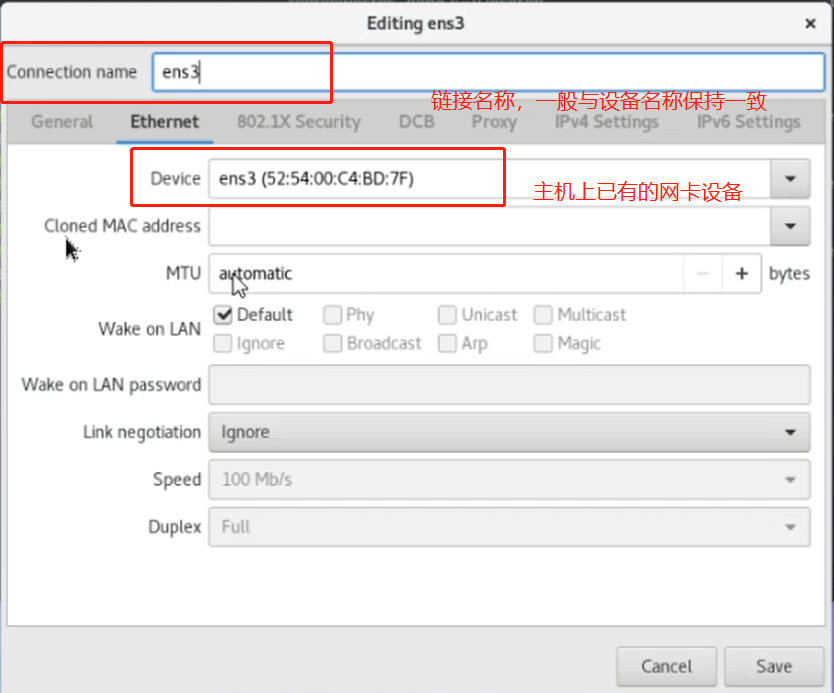 Editing ens3
Connection name ens3
链接名称，一般与设备名称保持一致
General Ethernet 802.1X Security DCB Proxy IPv4 Settings IPv6 Settings
Device ens3 (52:54:00:C4:BD:7F)
主机上已有的网卡设备
Cloned MAC address
MTU automatic bytes
Wake on LAN
Default Phy Unicast Multicast
Ignore Broadcast Arp Magic
Wake on LAN password
Link negotiation Ignore
Speed 100 Mb/s
Duplex Full
Cancel Save